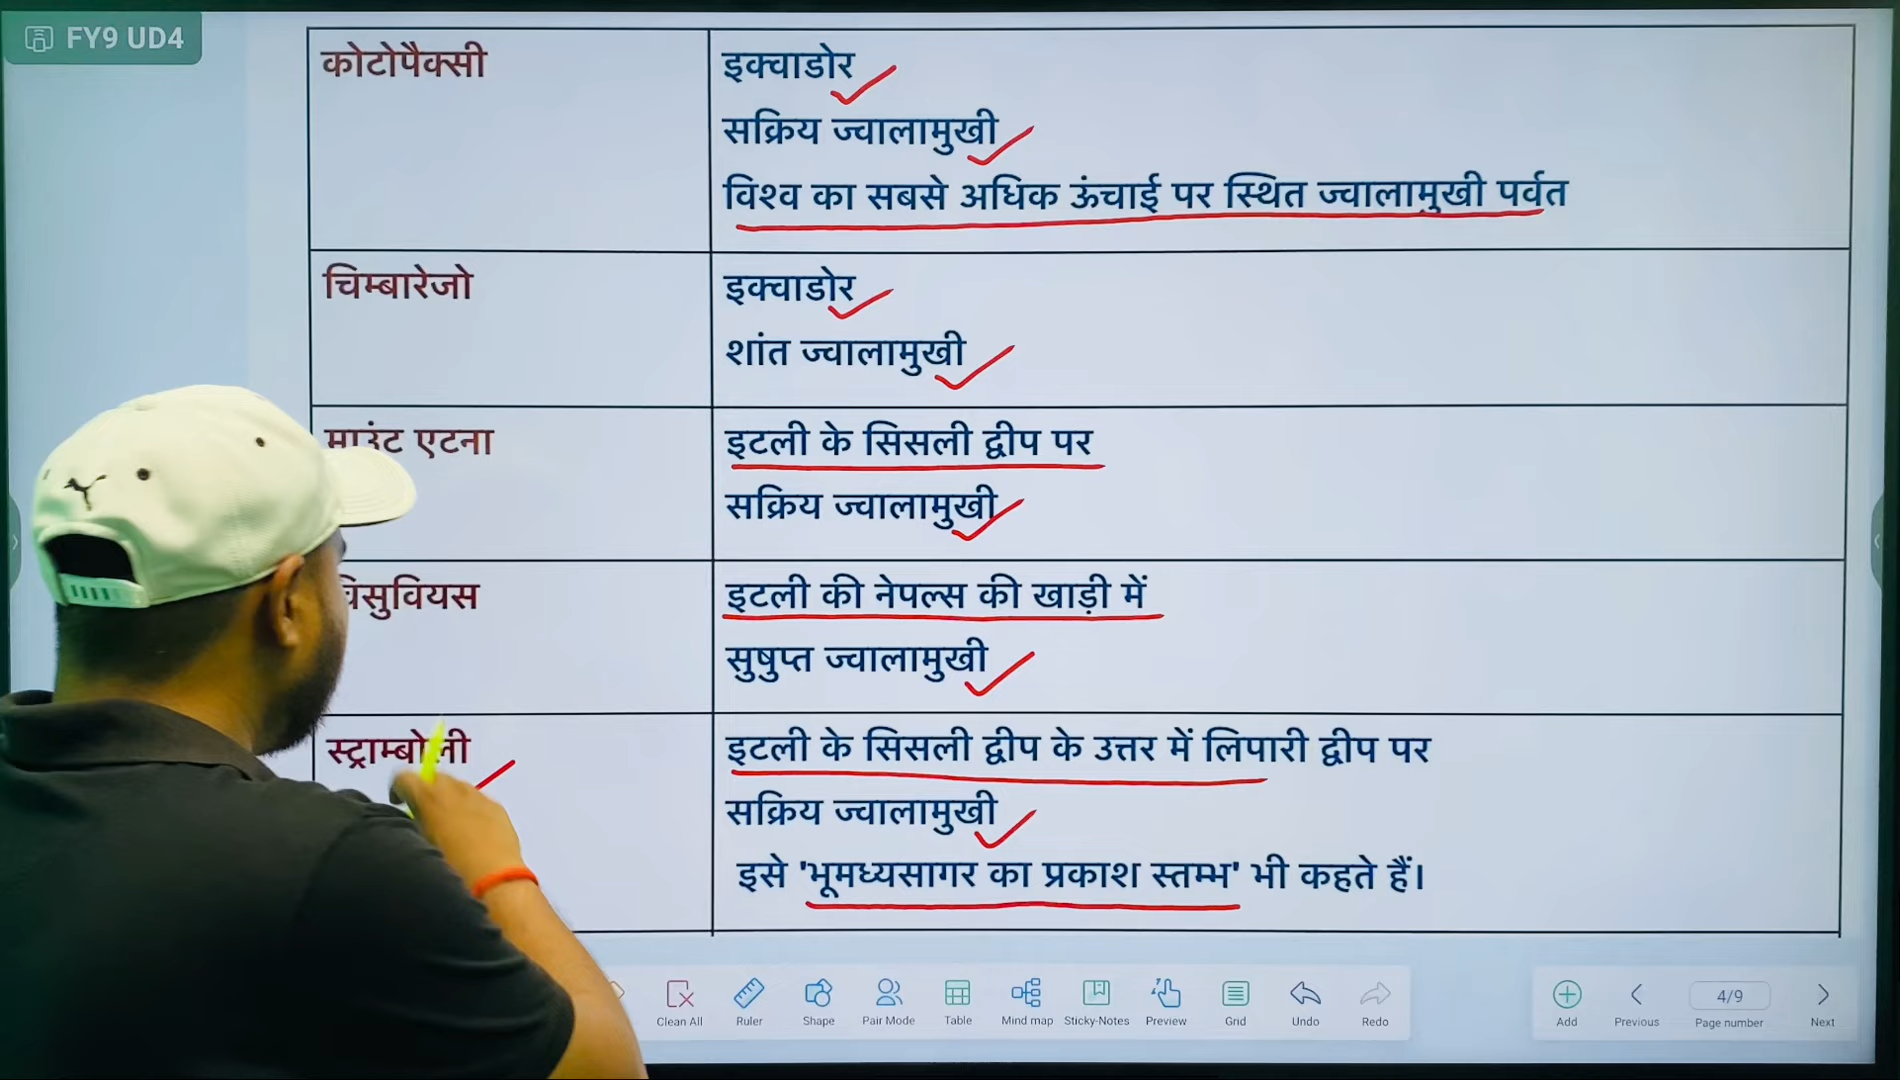 FY9 UD4
कोटोपैक्सी
इक्वाडोर
सक्रिय ज्वालामुखी
विश्व का सबसे अधिक ऊंचाई पर स्थित ज्वालामुखी पर्वत
चिम्बारेजो
इक्वाडोर
शांत ज्वालामुखी
माउंट एटना
इटली के सिसली द्वीप पर
सक्रिय ज्वालामुखी
विसुवियस
इटली की नेपल्स की खाड़ी में
सुषुप्त ज्वालामुखी
स्ट्राम्बोली
इटली के सिसली द्वीप के उत्तर में लिपारी द्वीप पर
सक्रिय ज्वालामुखी
इसे 'भूमध्यसागर का प्रकाश स्तम्भ' भी कहते हैं।
Clean All Ruler Shape Pair Mode Table Mind map Sticky-Notes Preview Grid Undo Redo
4/9
Add Previous Page number Next